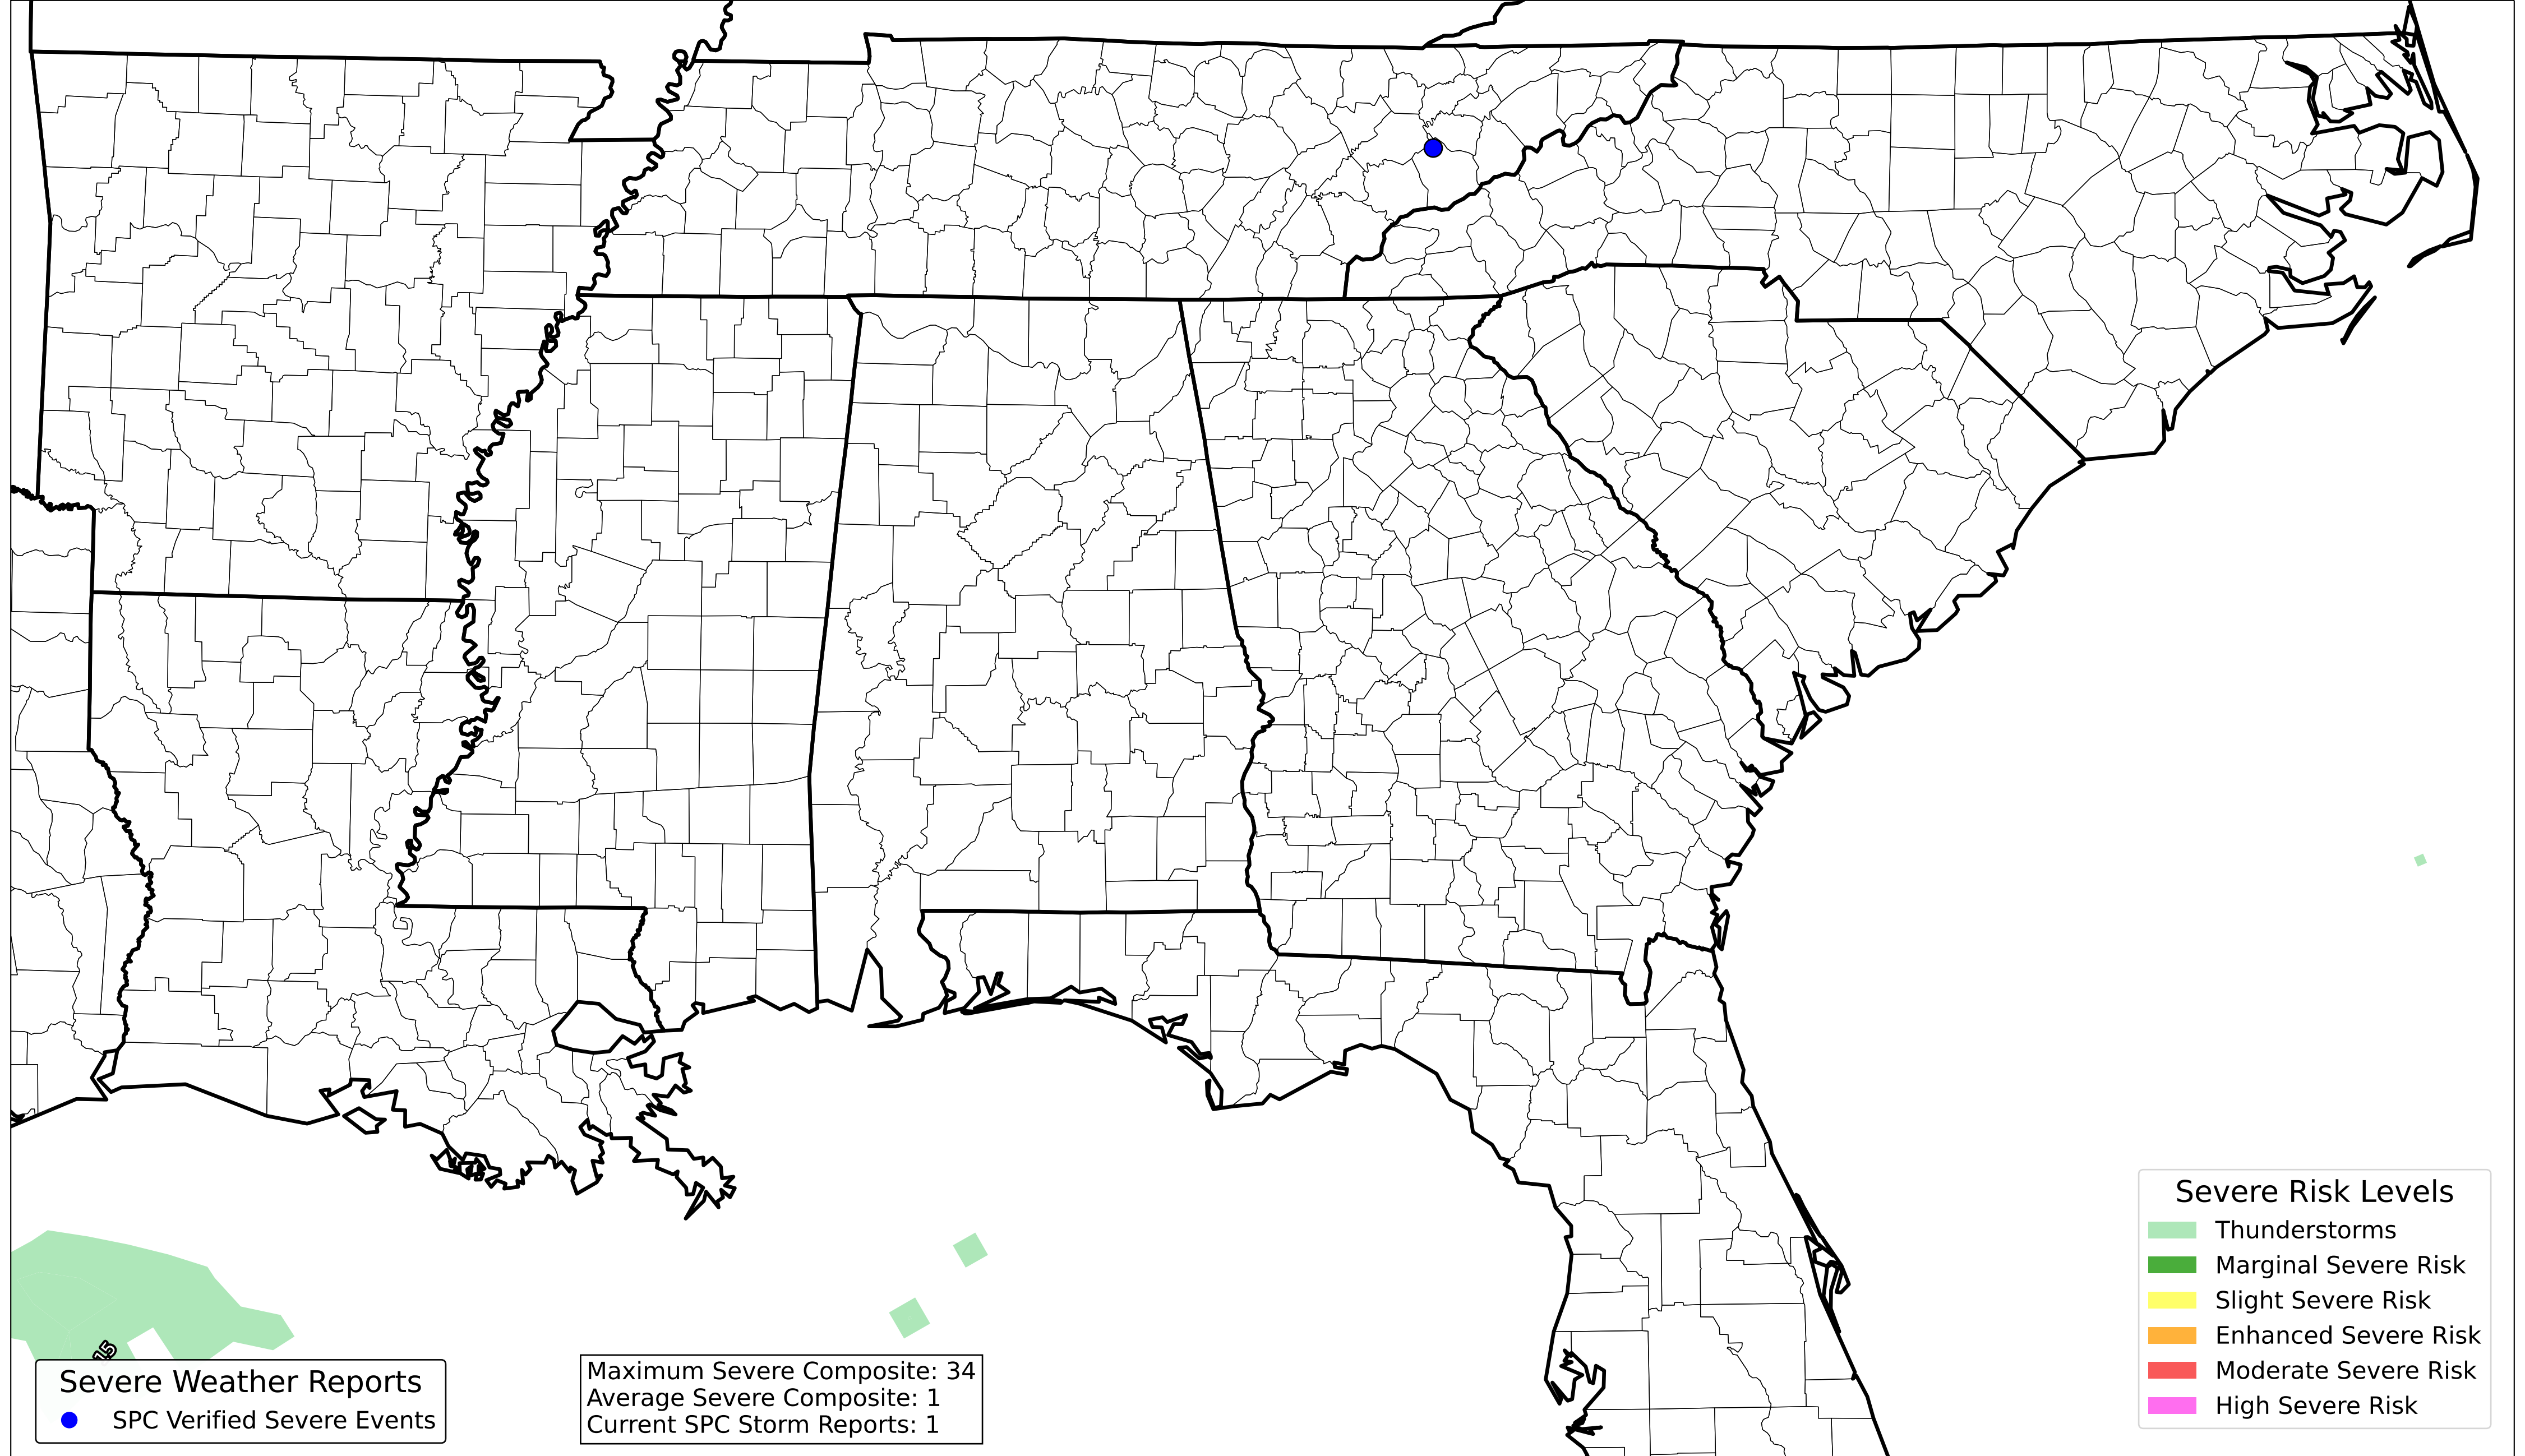 15
Severe Weather Reports
SPC Verified Severe Events
Maximum Severe Composite: 34
Average Severe Composite: 1
Current SPC Storm Reports: 1
Severe Risk Levels
Thunderstorms
Marginal Severe Risk
Slight Severe Risk
Enhanced Severe Risk
Moderate Severe Risk
High Severe Risk